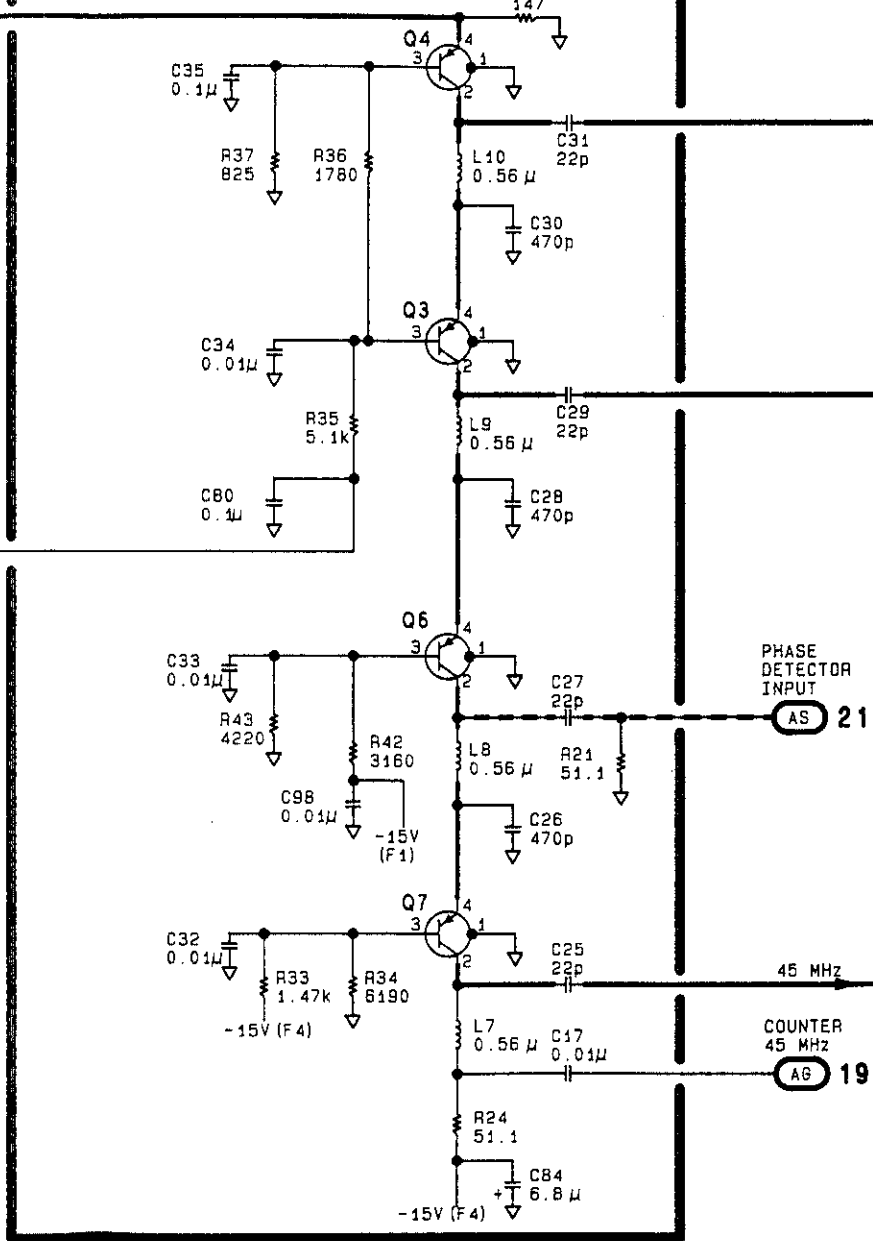 147
Q4
4
3
1
2
C35
0.1µ
R37
825
R36
1780
C31
22p
L10
0.56 µ
C30
470p
Q3
4
3
1
2
C34
0.01µ
C29
22p
R35
5.1k
L9
0.56 µ
C80
0.1µ
C28
470p
Q6
4
3
1
2
C33
0.01µ
C27
22p
PHASE
DETECTOR
INPUT
AS 21
R43
4220
R42
3160
L8
0.56 µ
R21
51.1
C98
0.01µ
-15V
(F1)
C26
470p
Q7
4
3
1
2
C32
0.01µ
C25
22p
45 MHz
R33
1.47k
R34
6190
-15V (F4)
L7
0.56 µ
C17
0.01µ
COUNTER
45 MHz
AG 19
R24
51.1
C84
+ 6.8 µ
-15V (F4)